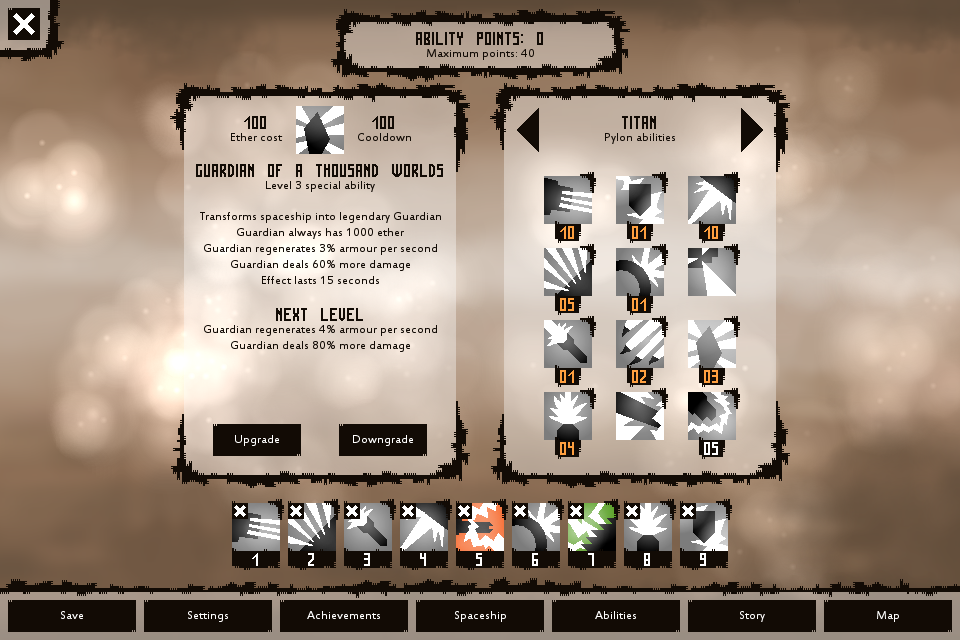 ABILITY POINTS: 0
Maximum points: 40
100
Ether cost
100
Cooldown
GUARDIAN OF A THOUSAND WORLDS
Level 3 special ability
Transforms spaceship into legendary Guardian
Guardian always has 1000 ether
Guardian regenerates 3% armour per second
Guardian deals 60% more damage
Effect lasts 15 seconds
NEXT LEVEL
Guardian regenerates 4% armour per second
Guardian deals 80% more damage
Upgrade
Downgrade
TITAN
Pylon abilities
10 01 10
05 01
01 02 03
04 05
1 2 3 4 5 6 7 8 9
Save
Settings
Achievements
Spaceship
Abilities
Story
Map